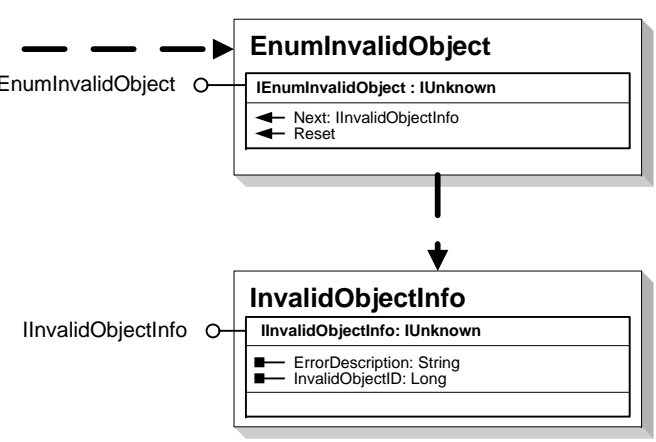 EnumInvalidObject
EnumInvalidObject
IEnumInvalidObject : IUnknown
Next: IInvalidObjectInfo
Reset
InvalidObjectInfo
IInvalidObjectInfo
IInvalidObjectInfo: IUnknown
ErrorDescription: String
InvalidObjectID: Long